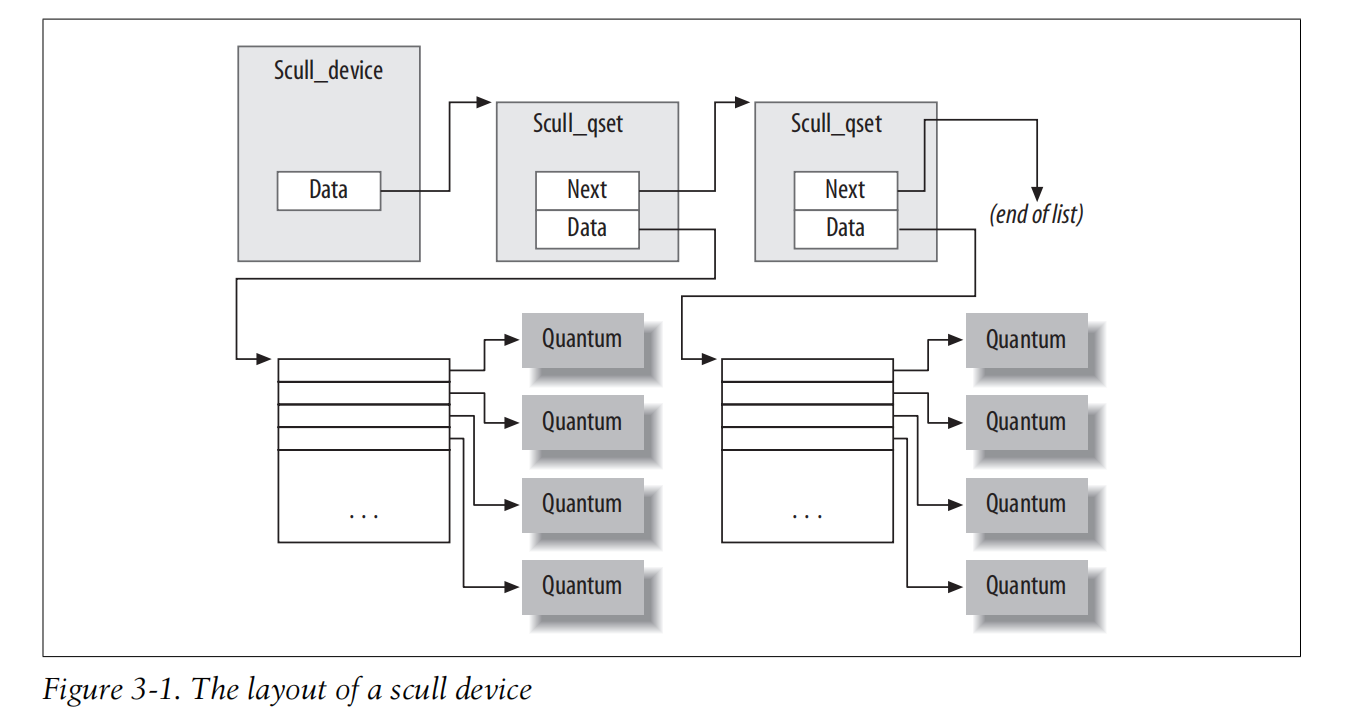 Scull_device
Scull_qset
Scull_qset
Data
Next
Next
Data
Data
(end of list)
Quantum
Quantum
Quantum
Quantum
Quantum
Quantum
. . .
. . .
Quantum
Quantum
Figure 3-1. The layout of a scull device